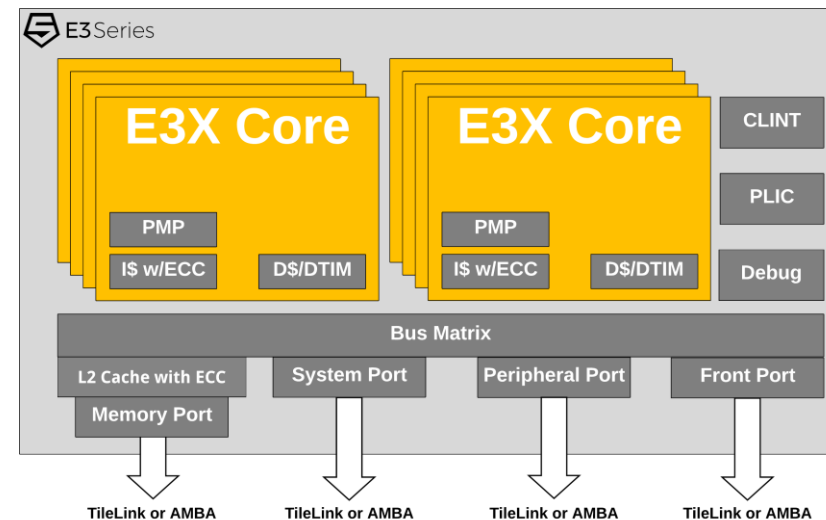 E3 Series
E3X Core
E3X Core
CLINT
PMP
PMP
PLIC
I$ w/ECC
D$/DTIM
I$ w/ECC
D$/DTIM
Debug
Bus Matrix
L2 Cache with ECC
System Port
Peripheral Port
Front Port
Memory Port
TileLink or AMBA
TileLink or AMBA
TileLink or AMBA
TileLink or AMBA